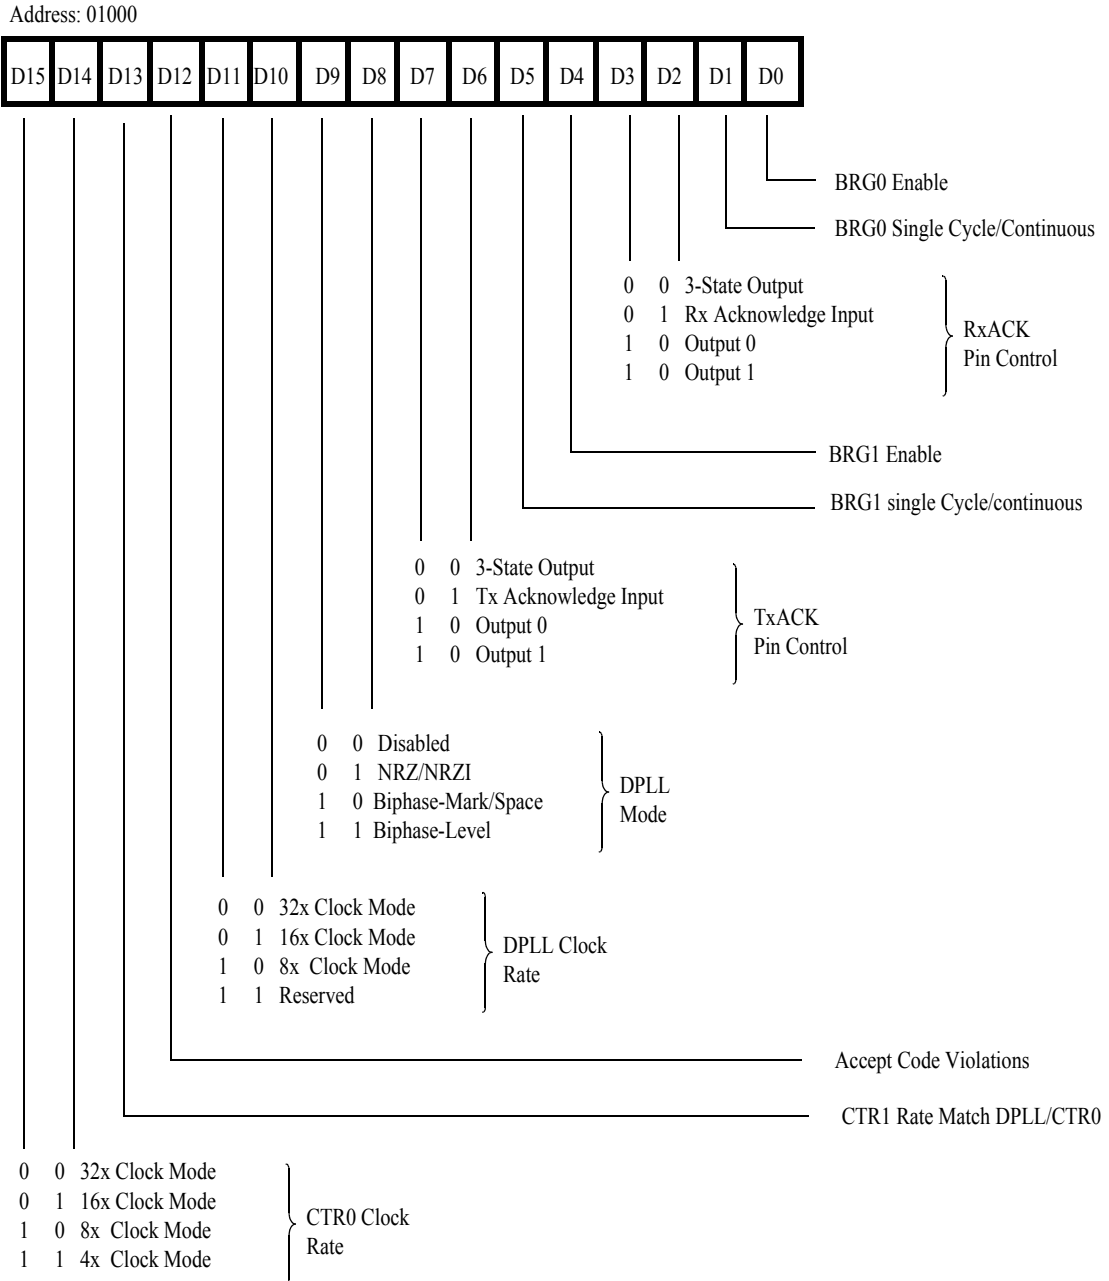 Address: 01000
D15 D14 D13 D12 D11 D10 D9 D8 D7 D6 D5 D4 D3 D2 D1 D0
BRG0 Enable
BRG0 Single Cycle/Continuous
0 0 3-State Output
0 1 Rx Acknowledge Input
1 0 Output 0
1 0 Output 1
RxACK
Pin Control
BRG1 Enable
BRG1 single Cycle/continuous
0 0 3-State Output
0 1 Tx Acknowledge Input
1 0 Output 0
1 0 Output 1
TxACK
Pin Control
0 0 Disabled
0 1 NRZ/NRZI
1 0 Biphase-Mark/Space
1 1 Biphase-Level
DPLL
Mode
0 0 32x Clock Mode
0 1 16x Clock Mode
1 0 8x Clock Mode
1 1 Reserved
DPLL Clock
Rate
Accept Code Violations
CTR1 Rate Match DPLL/CTR0
0 0 32x Clock Mode
0 1 16x Clock Mode
1 0 8x Clock Mode
1 1 4x Clock Mode
CTR0 Clock
Rate